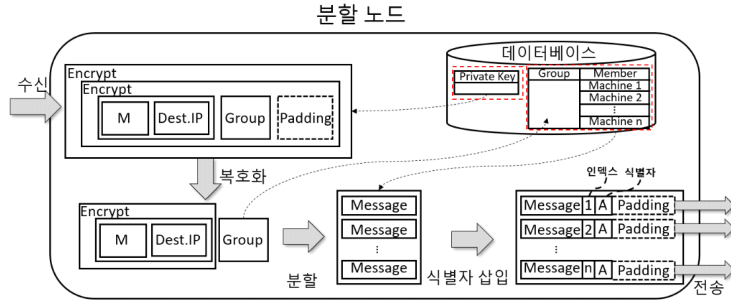 분할 노드
수신
Encrypt
Encrypt
M
Dest.IP
Group
Padding
데이터베이스
Private Key
Group
Member
Machine 1
Machine 2
⋮
Machine n
복호화
Encrypt
M
Dest.IP
Group
분할
Message
Message
⋮
Message
식별자 삽입
인덱스 식별자
Message 1 A Padding
Message 2 A Padding
⋮
Message n A Padding
전송